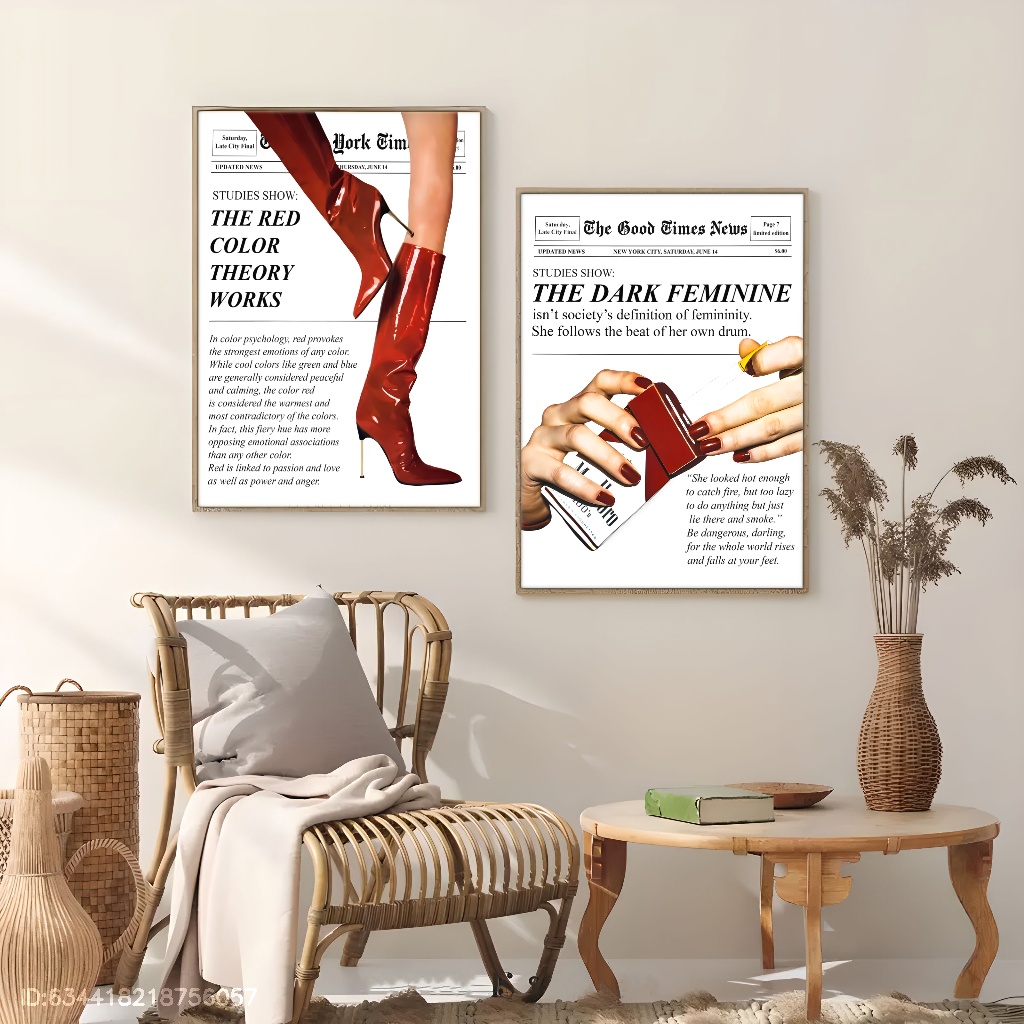 Saturday,
Late City Final
York Tim
UPDATED NEWS
THURSDAY, JUNE 14
STUDIES SHOW:
THE RED
COLOR
THEORY
WORKS
In color psychology, red provokes
the strongest emotions of any color.
While cool colors like green and blue
are generally considered peaceful
and calming, the color red
is considered the warmest and
most contradictory of the colors.
In fact, this fiery hue has more
opposing emotional associations
than any other color.
Red is linked to passion and love
as well as power and anger.
Saturday,
Late City Final
The Good Times News
Page 7
limited edition
UPDATED NEWS
NEW YORK CITY, SATURDAY, JUNE 14
$6.00
STUDIES SHOW:
THE DARK FEMININE
isn't society's definition of femininity.
She follows the beat of her own drum.
"She looked hot enough
to catch fire, but too lazy
to do anything but just
lie there and smoke."
Be dangerous, darling,
for the whole world rises
and falls at your feet.
ID:634418218756057